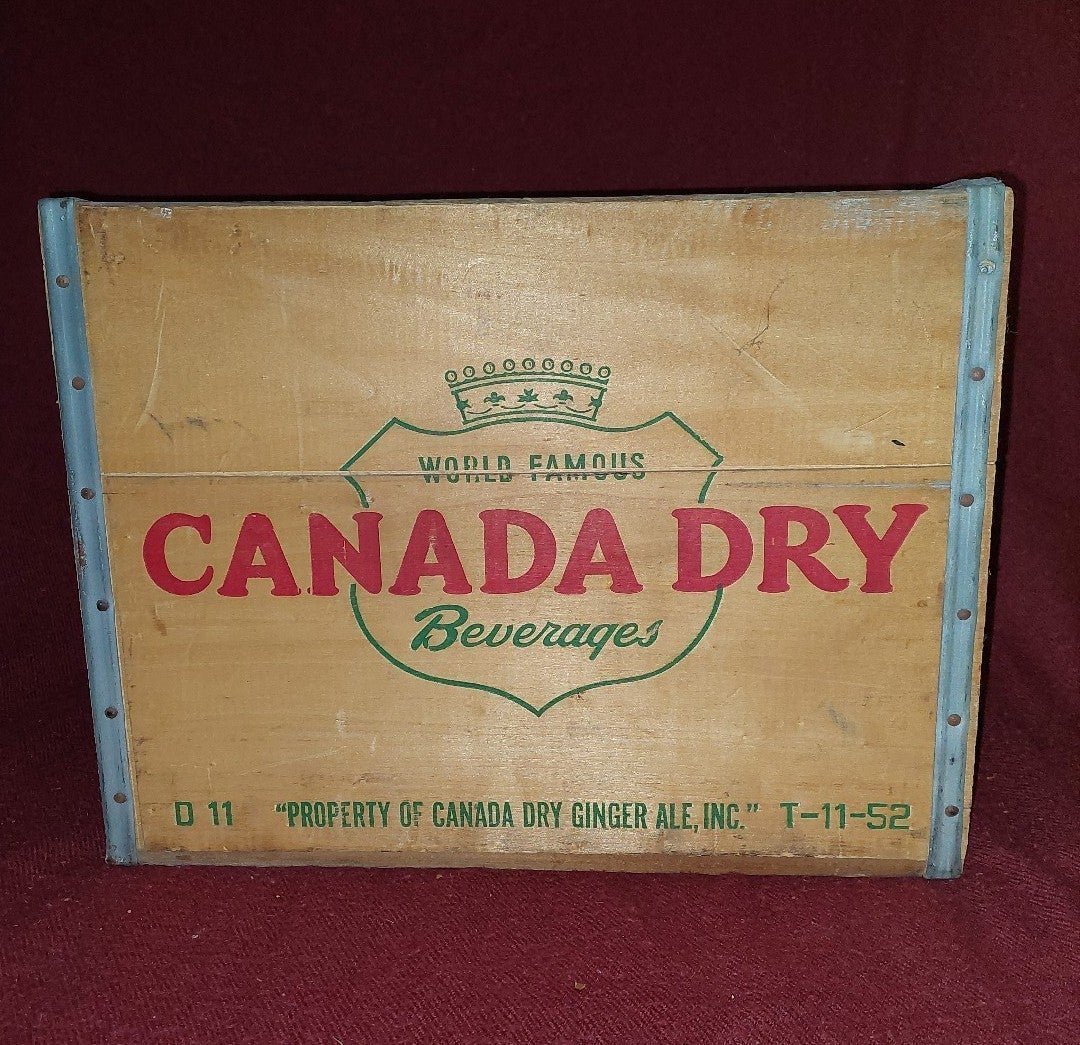 WORLD FAMOUS
CANADA DRY
Beverages
D 11 "PROPERTY OF CANADA DRY GINGER ALE, INC." T-11-52